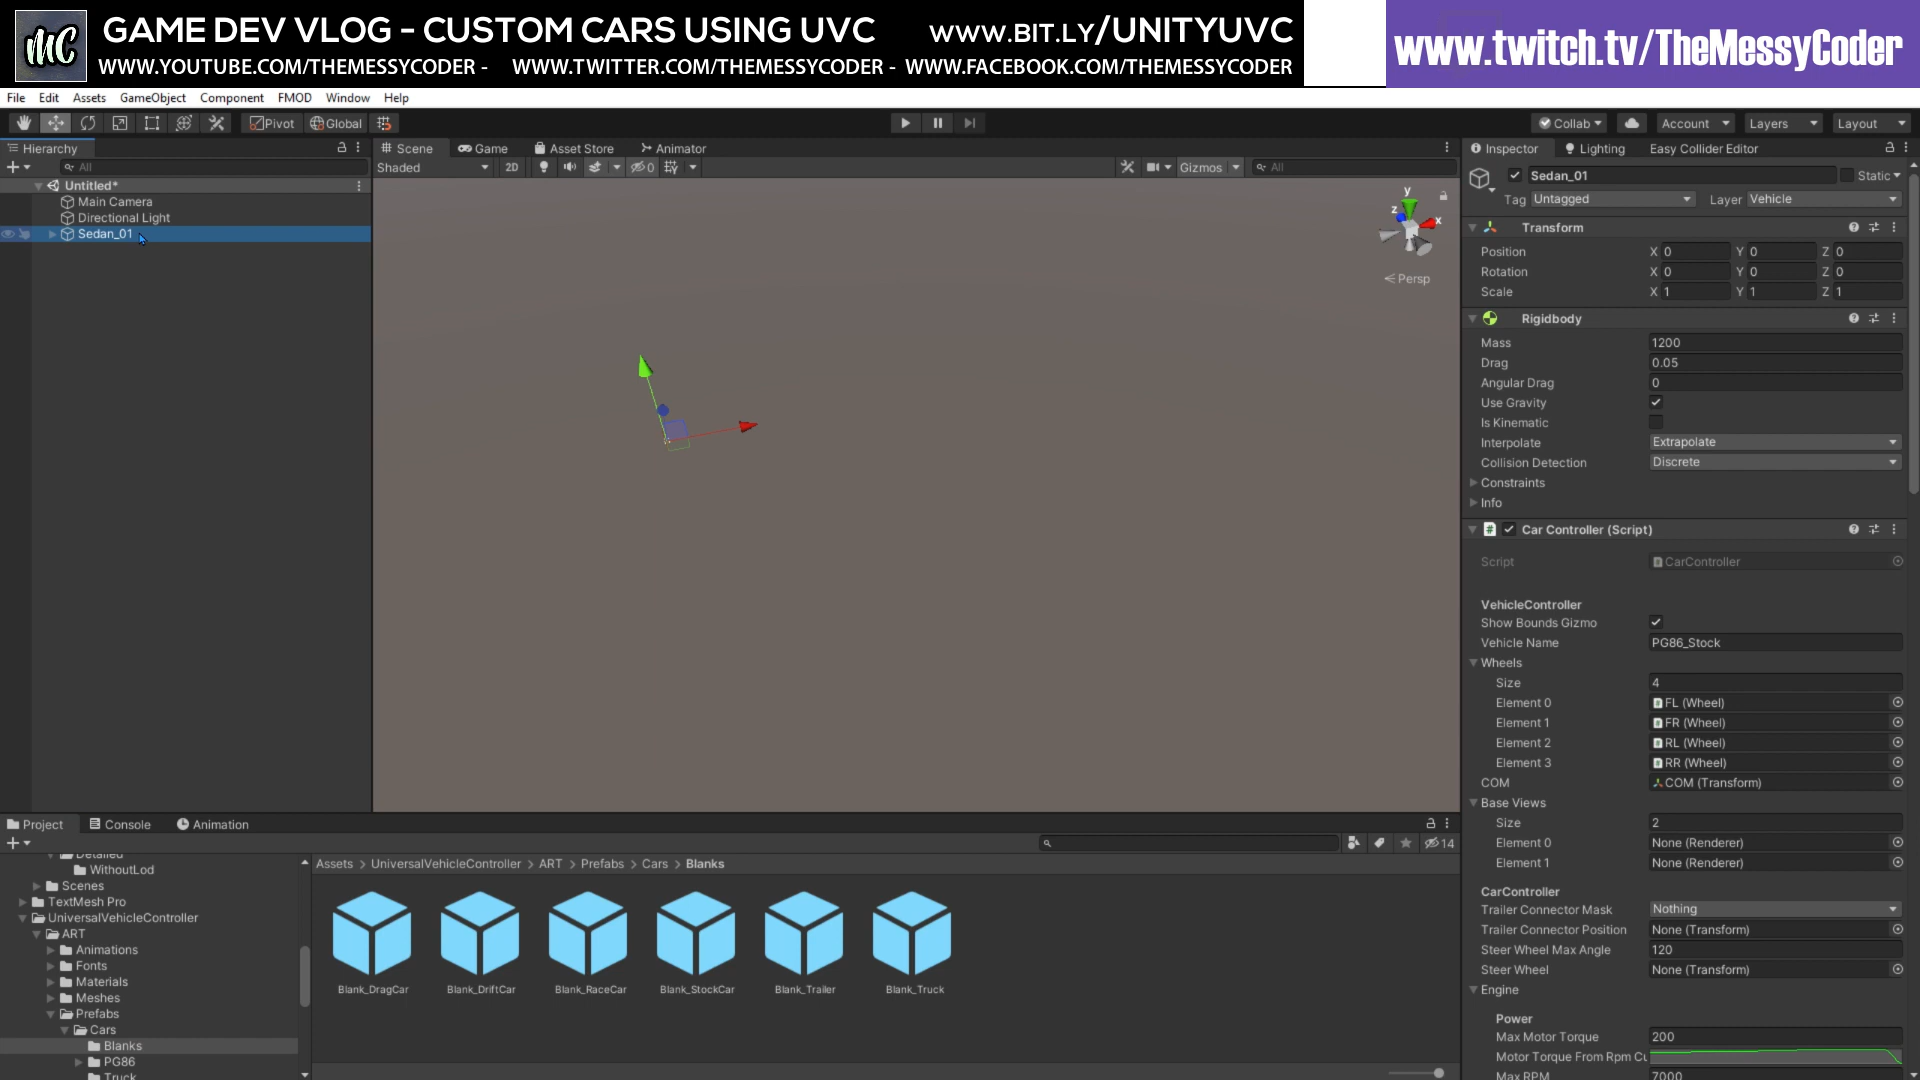 MC
GAME DEV VLOG - CUSTOM CARS USING UVC
WWW.BIT.LY/UNITYUVC
WWW.YOUTUBE.COM/THEMESSYCODER - WWW.TWITTER.COM/THEMESSYCODER - WWW.FACEBOOK.COM/THEMESSYCODER
www.twitch.tv/TheMessyCoder
File Edit Assets GameObject Component FMOD Window Help
Pivot Global Collab Account Layers Layout
Hierarchy
All
Untitled*
Main Camera
Directional Light
Sedan_01
Scene Game Asset Store Animator
Shaded 2D 0 Gizmos All
y
z x
Persp
Inspector Lighting Easy Collider Editor
Sedan_01 Static
Tag Untagged Layer Vehicle
Transform
Position X 0 Y 0 Z 0
Rotation X 0 Y 0 Z 0
Scale X 1 Y 1 Z 1
Rigidbody
Mass 1200
Drag 0.05
Angular Drag 0
Use Gravity
Is Kinematic
Interpolate Extrapolate
Collision Detection Discrete
Constraints
Info
Car Controller (Script)
Script CarController
VehicleController
Show Bounds Gizmo
Vehicle Name PG86_Stock
Wheels
Size 4
Element 0 FL (Wheel)
Element 1 FR (Wheel)
Element 2 RL (Wheel)
Element 3 RR (Wheel)
COM COM (Transform)
Base Views
Size 2
Element 0 None (Renderer)
Element 1 None (Renderer)
CarController
Trailer Connector Mask Nothing
Trailer Connector Position None (Transform)
Steer Wheel Max Angle 120
Steer Wheel None (Transform)
Engine
Power
Max Motor Torque 200
Motor Torque From Rpm Cu
Max RPM 7000
Project Console Animation
14
Detailed
WithoutLod
Scenes
TextMesh Pro
UniversalVehicleController
ART
Animations
Fonts
Materials
Meshes
Prefabs
Cars
Blanks
PG86
Truck
Assets > UniversalVehicleController > ART > Prefabs > Cars > Blanks
Blank_DragCar Blank_DriftCar Blank_RaceCar Blank_StockCar Blank_Trailer Blank_Truck